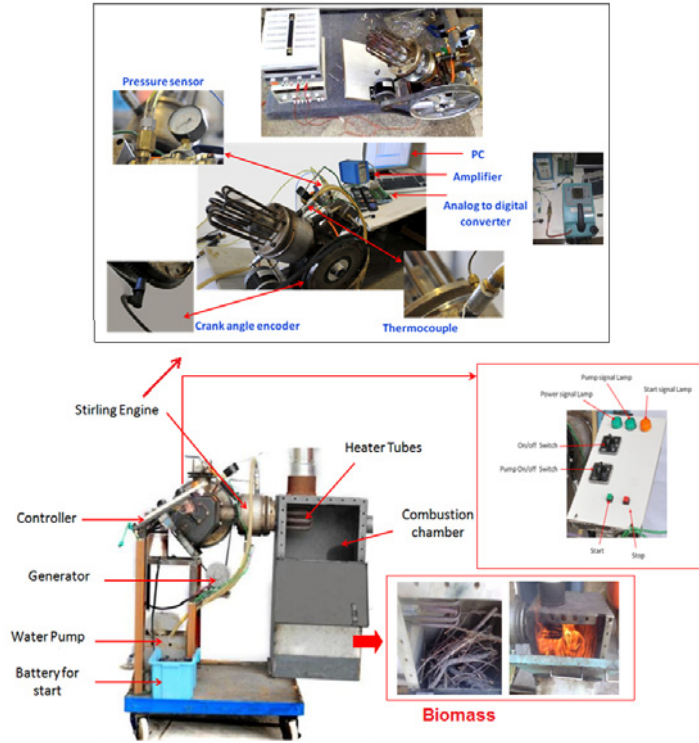 Pressure sensor
PC
Amplifier
Analog to digital
converter
Crank angle encoder
Thermocouple
Stirling Engine
Heater Tubes
Controller
Combustion
chamber
Generator
Water Pump
Battery for
start
Pump signal Lamp
Power signal Lamp
Start signal Lamp
On/off Switch
Pump On/off Switch
Start
Stop
Biomass